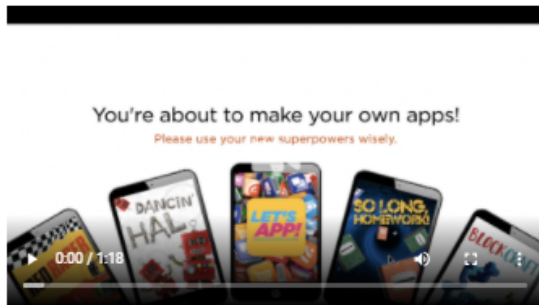 You're about to make your own apps!
Please use your new superpowers wisely.
DANCIN'
HAL
LET'S
APP!
SO LONG,
HOMEWORK!
0:00 / 1:18